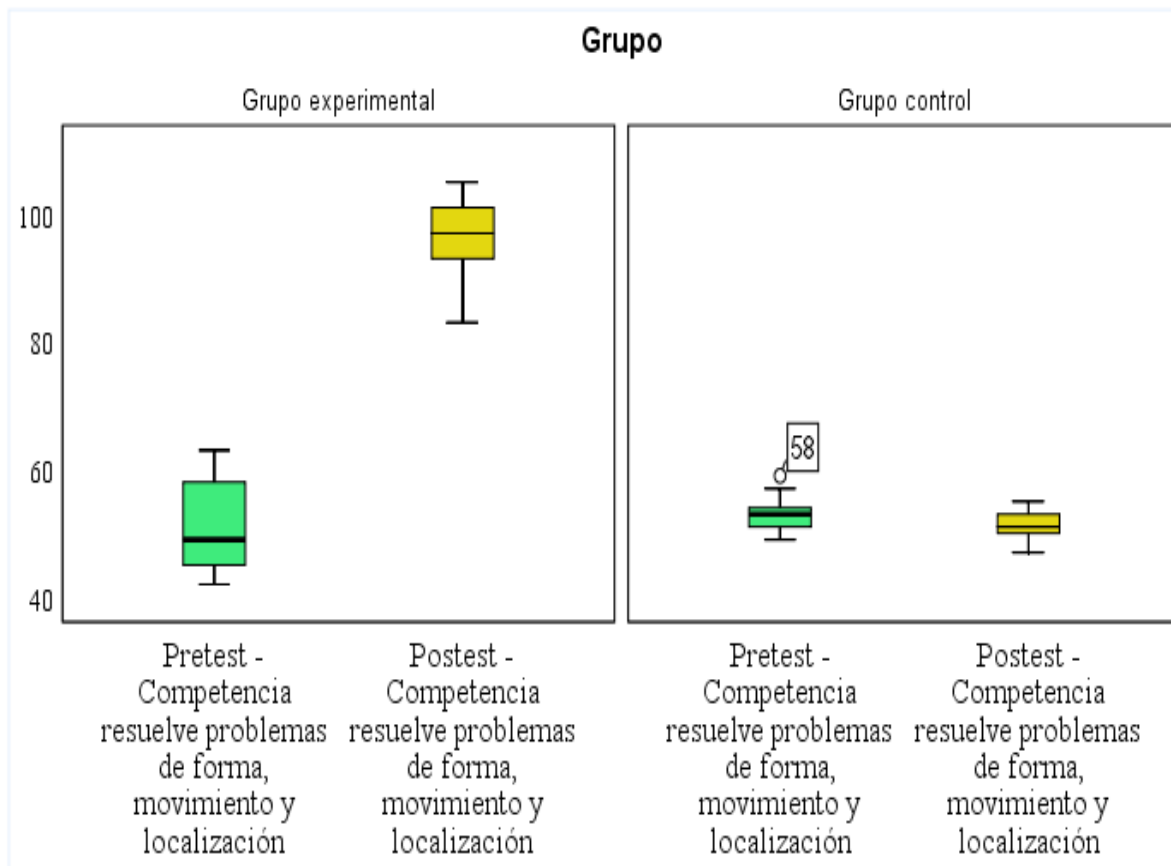 Grupo
Grupo experimental
Grupo control
100
80
60
40
58
Pretest -
Competencia
resuelve problemas
de forma,
movimiento y
localización
Postest -
Competencia
resuelve problemas
de forma,
movimiento y
localización
Pretest -
Competencia
resuelve problemas
de forma,
movimiento y
localización
Postest -
Competencia
resuelve problemas
de forma,
movimiento y
localización